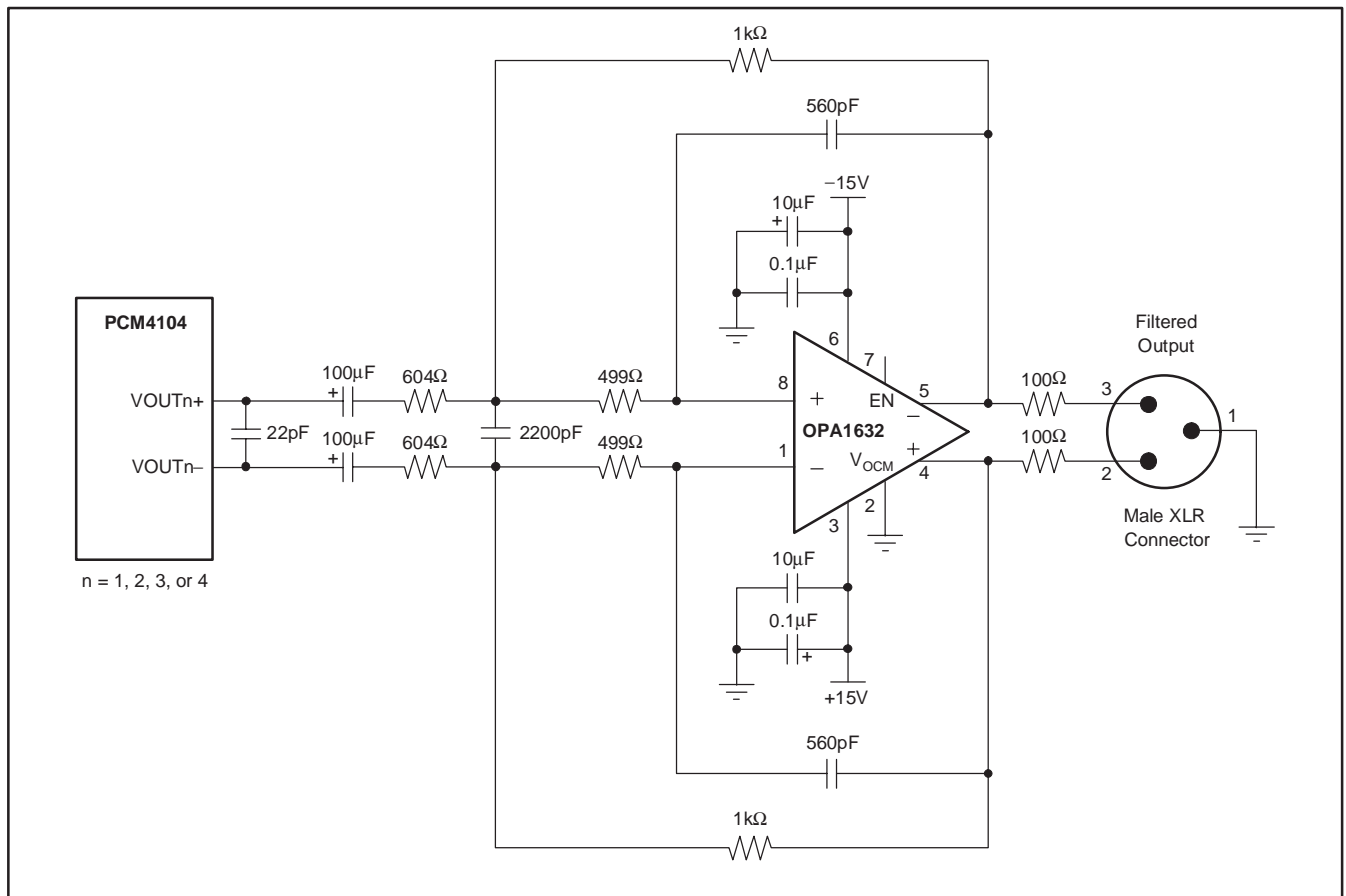 1kΩ
560pF
−15V
10μF
+
0.1μF
PCM4104
VOUTn+
VOUTn−
22pF
100μF
+
604Ω
100μF
+
604Ω
2200pF
499Ω
499Ω
6
7
8
+
EN
5
−
OPA1632
1
−
VOCM
+
4
2
3
100Ω
100Ω
Filtered
Output
3
1
2
Male XLR
Connector
n = 1, 2, 3, or 4
10μF
0.1μF
+
+15V
560pF
1kΩ